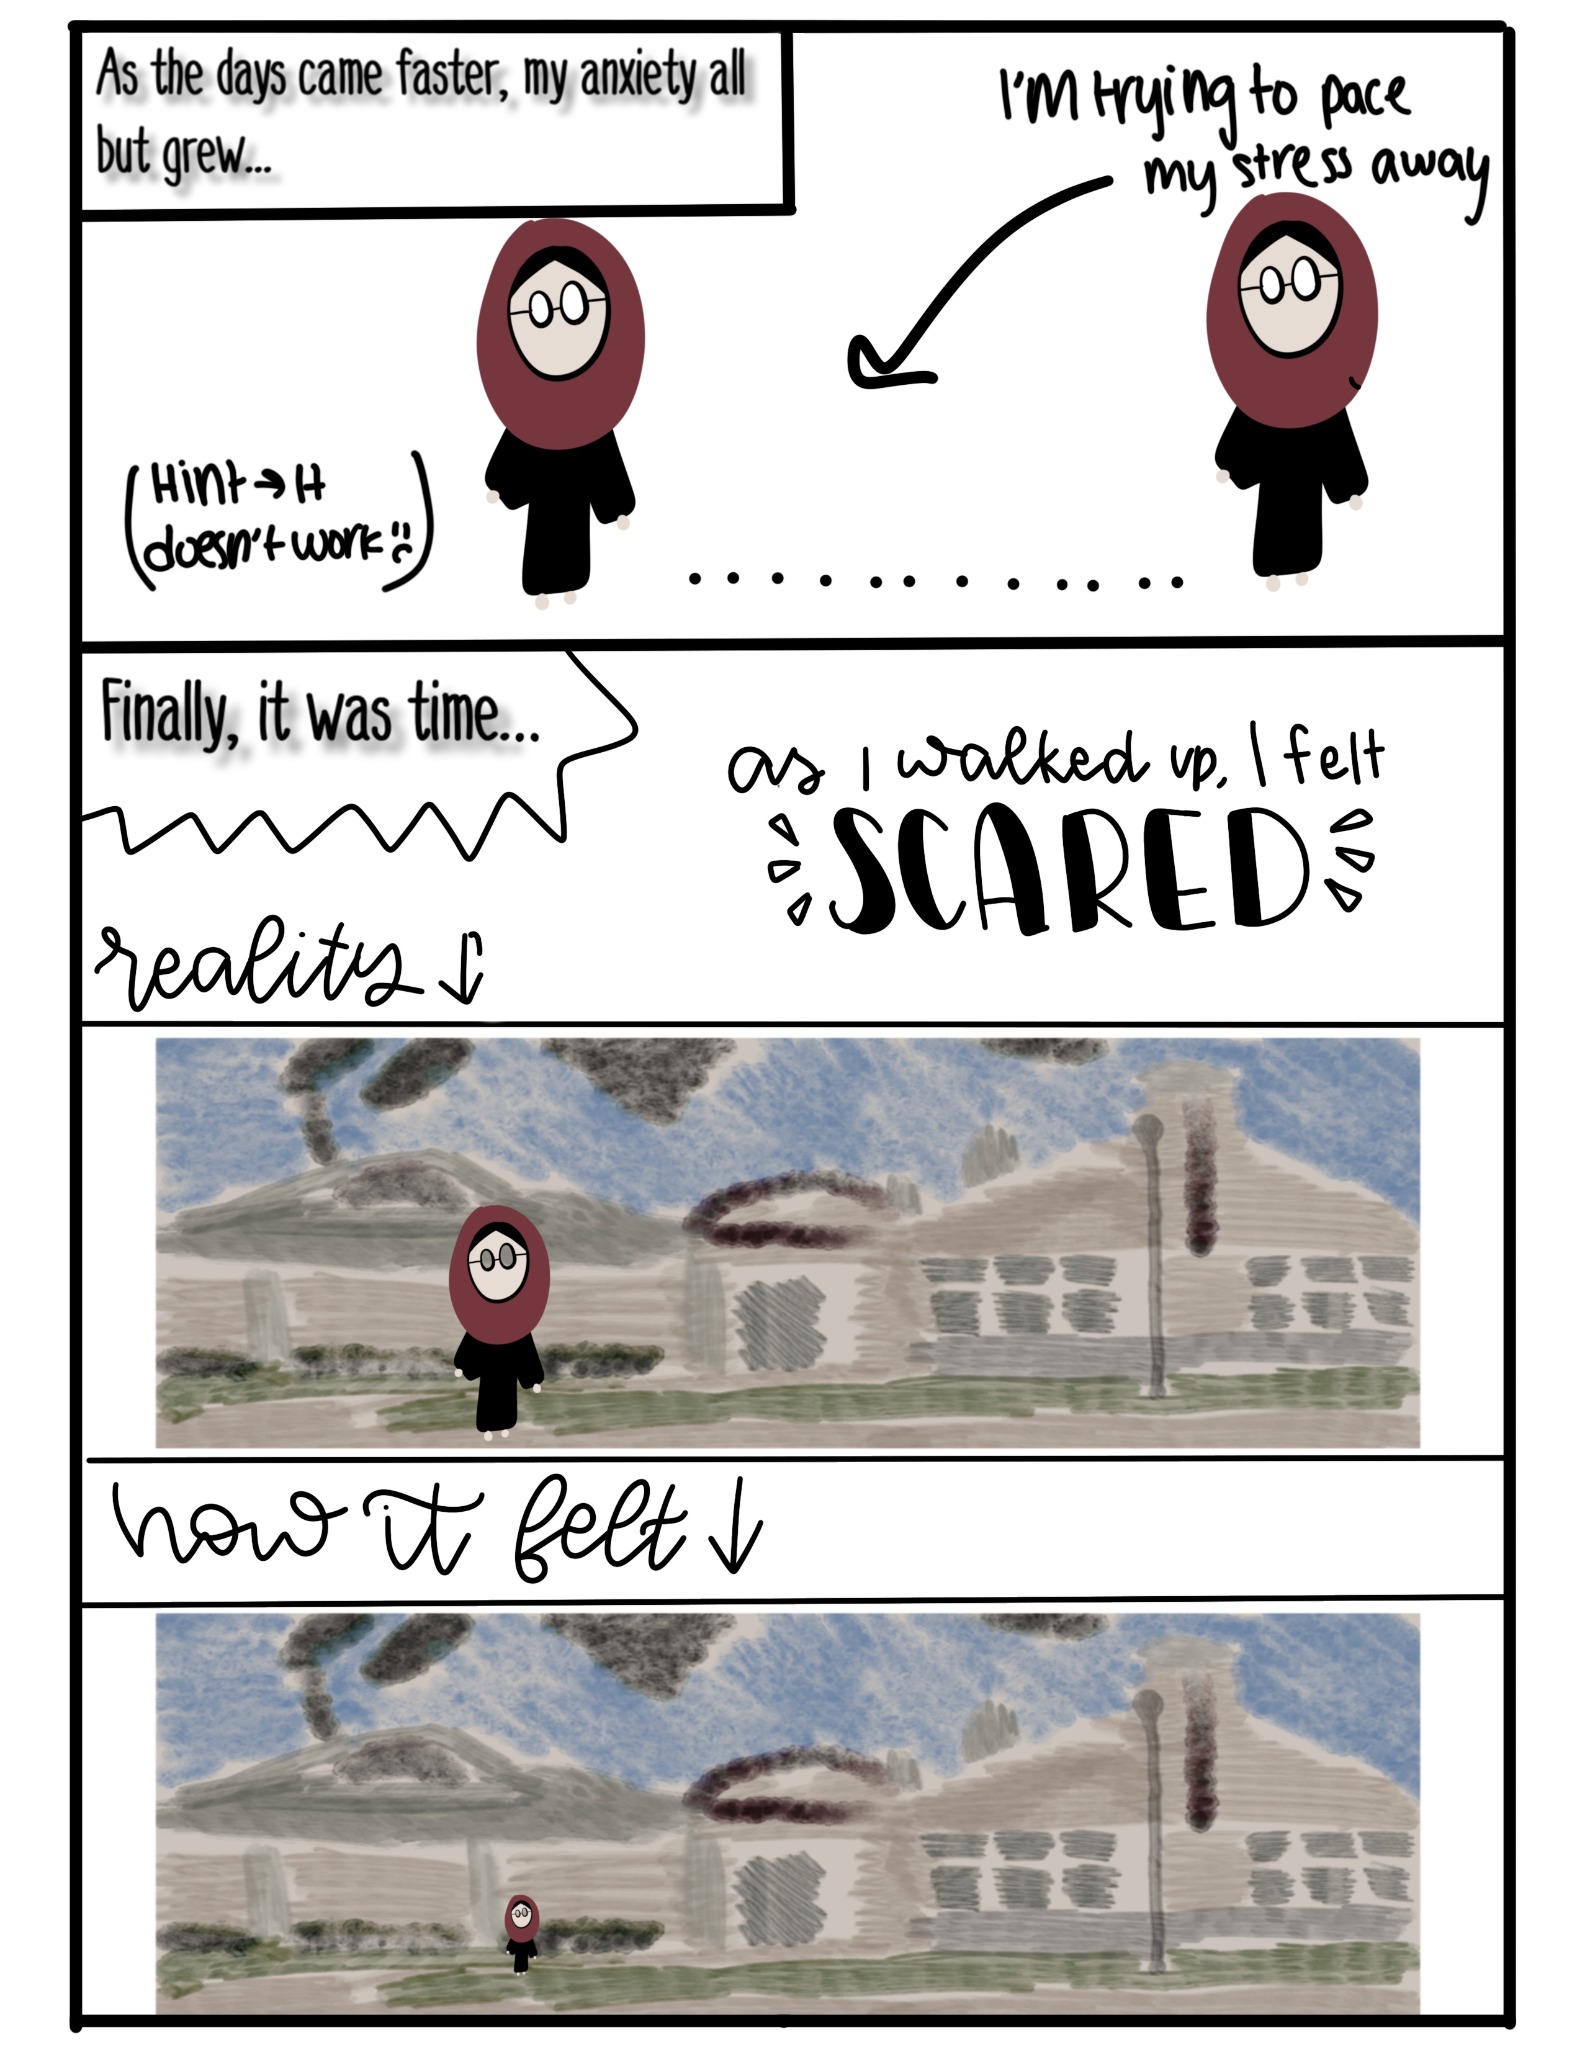 As the days came faster, my anxiety all
but grew...
I'M trying to pace
my stress away
(Hint → It
doesn't work :()
Finally, it was time...
as I walked up, I felt
SCARED
reality ↓
how it felt ↓